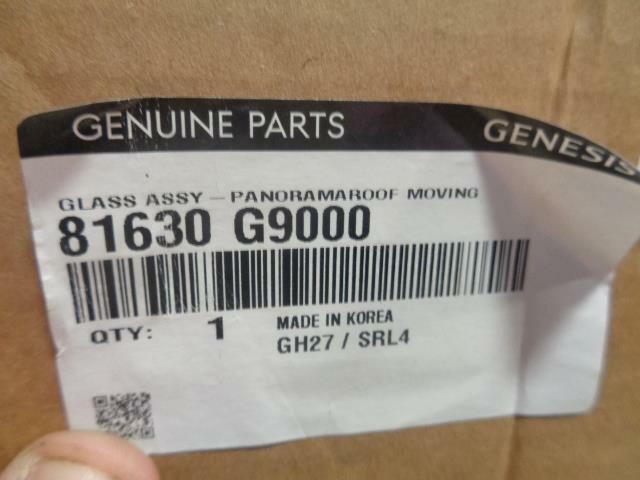 GENUINE PARTS GENESIS
GLASS ASSY - PANORAMAROOF MOVING
81630 G9000
QTY: 1 MADE IN KOREA
GH27 / SRL4